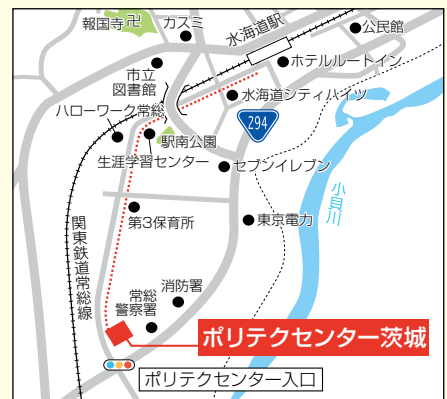 報国寺卍
カスミ
水海道駅
公民館
ホテルルートイン
市立
図書館
水海道シティハイツ
ハローワーク常総
294
駅南公園
生涯学習センター
セブンイレブン
小貝川
第3保育所
東京電力
関東鉄道常総線
消防署
常総
警察署
ポリテクセンター茨城
ポリテクセンター入口